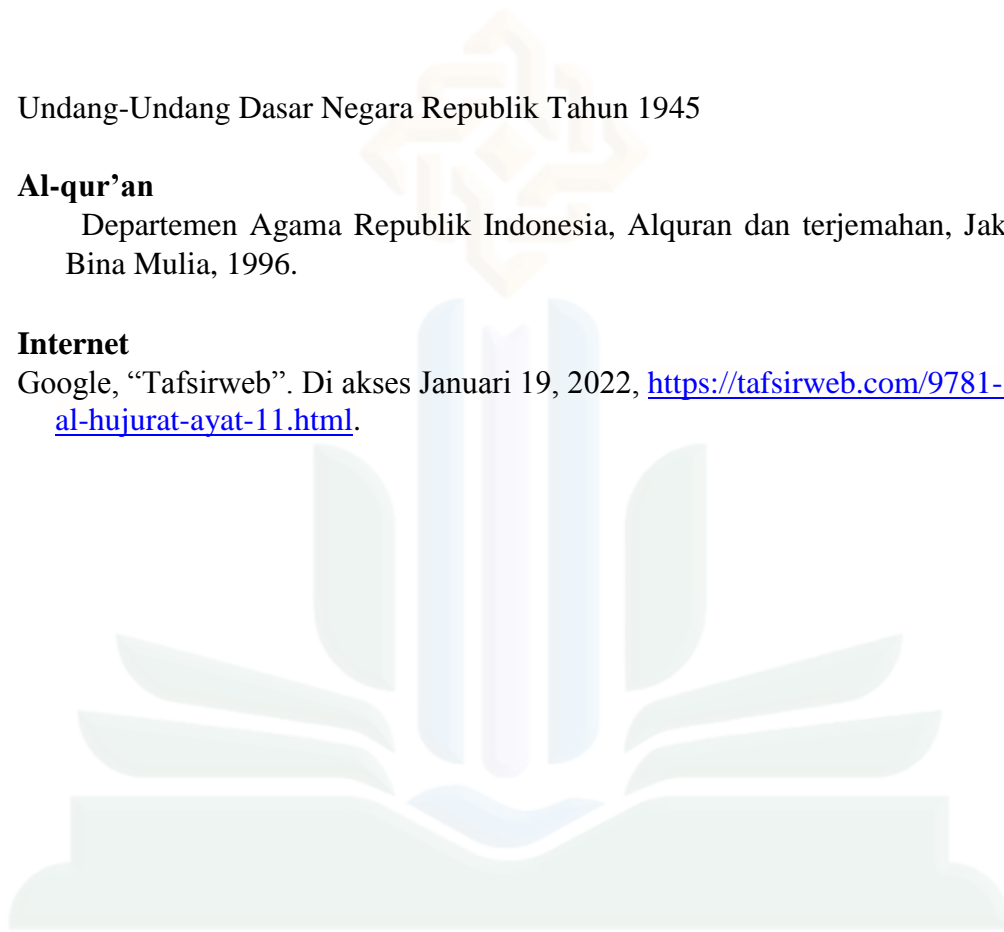 Undang-Undang Dasar Negara Republik Tahun 1945
Al-qur’an
Departemen Agama Republik Indonesia, Alquran dan terjemahan, Jak
Bina Mulia, 1996.
Internet
Google, “Tafsirweb”. Di akses Januari 19, 2022, https://tafsirweb.com/9781-
al-hujurat-ayat-11.html.